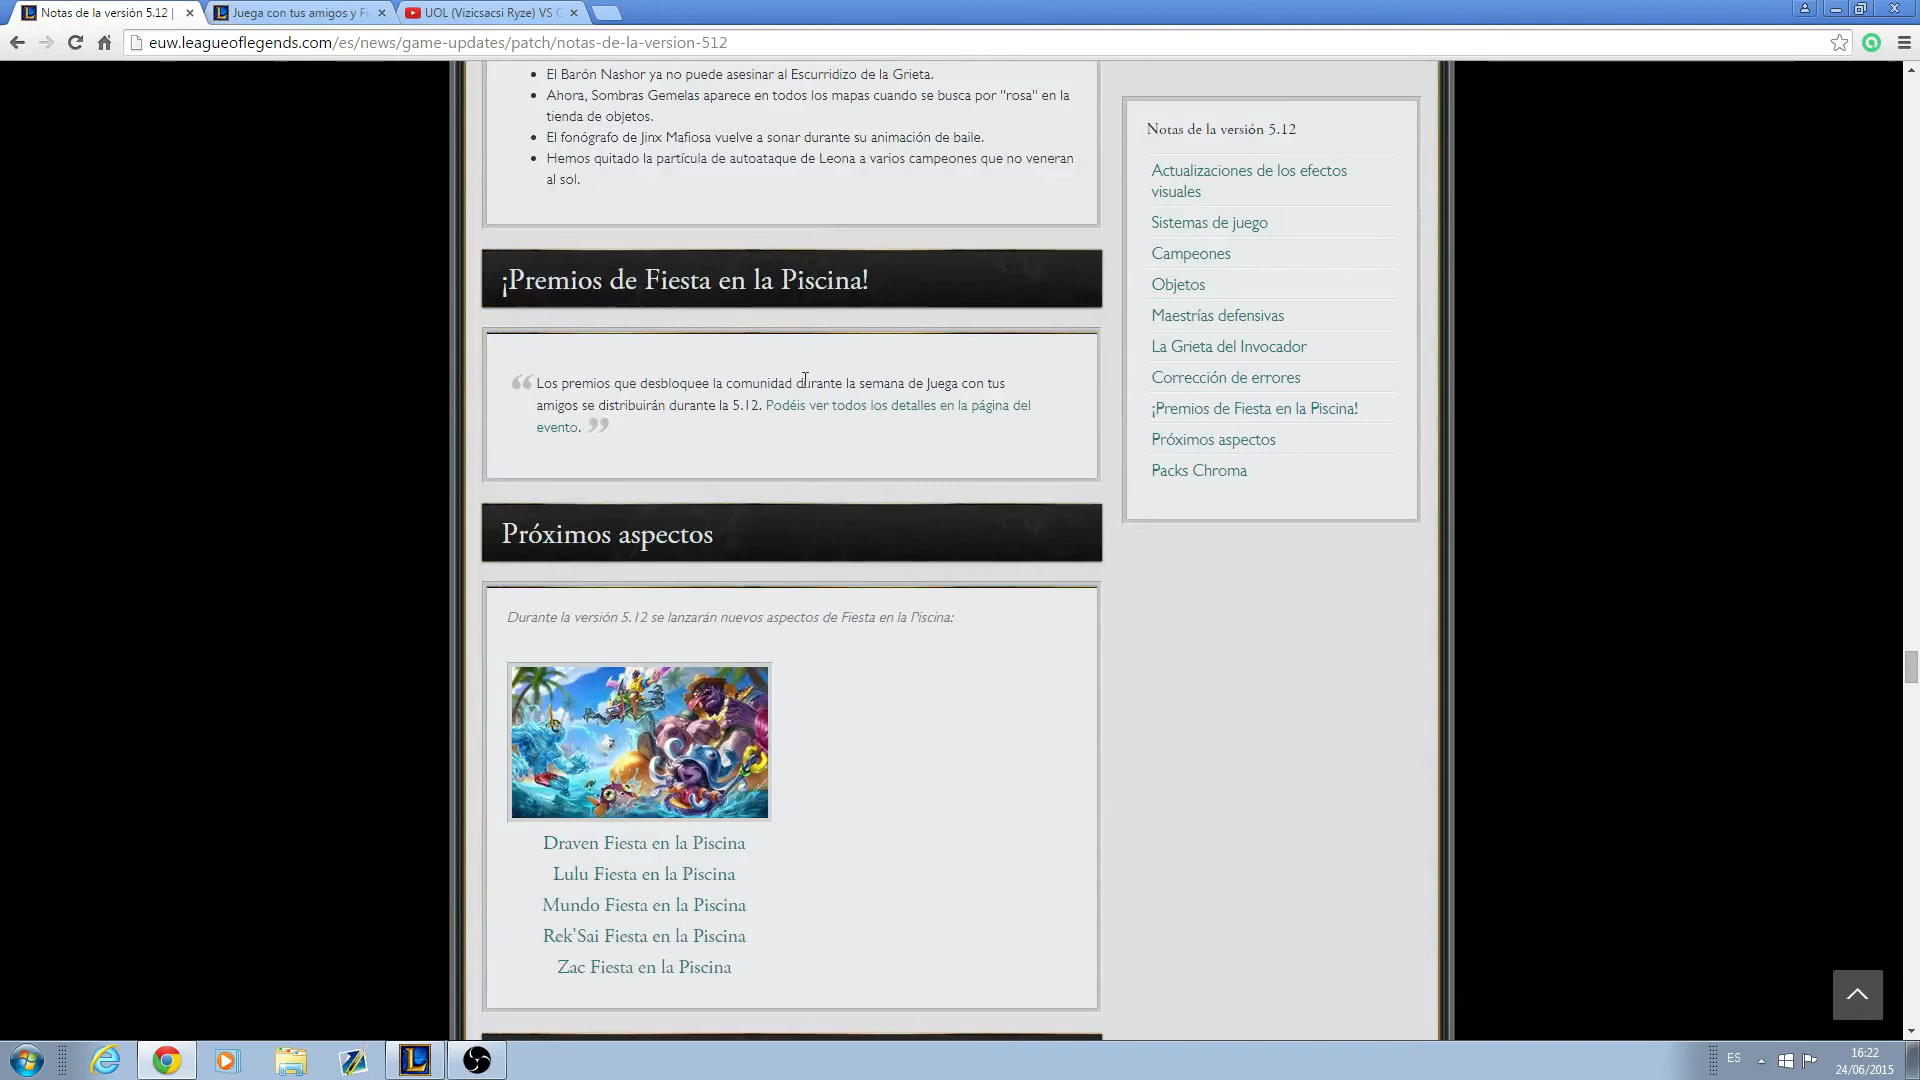 Notas de la versión 5.12 |
Juega con tus amigos y F
UOL (Vizicsacsi Ryze) VS
euw.leagueoflegends.com/es/news/game-updates/patch/notas-de-la-version-512
El Barón Nashor ya no puede asesinar al Escurridizo de la Grieta.
Ahora, Sombras Gemelas aparece en todos los mapas cuando se busca por "rosa" en la
tienda de objetos.
El fonógrafo de Jinx Mafiosa vuelve a sonar durante su animación de baile.
Hemos quitado la partícula de autoataque de Leona a varios campeones que no veneran
al sol.
¡Premios de Fiesta en la Piscina!
“ Los premios que desbloquee la comunidad durante la semana de Juega con tus
amigos se distribuirán durante la 5.12. Podéis ver todos los detalles en la página del
evento. ”
Próximos aspectos
Durante la versión 5.12 se lanzarán nuevos aspectos de Fiesta en la Piscina:
Draven Fiesta en la Piscina
Lulu Fiesta en la Piscina
Mundo Fiesta en la Piscina
Rek'Sai Fiesta en la Piscina
Zac Fiesta en la Piscina
Notas de la versión 5.12
Actualizaciones de los efectos
visuales
Sistemas de juego
Campeones
Objetos
Maestrías defensivas
La Grieta del Invocador
Corrección de errores
¡Premios de Fiesta en la Piscina!
Próximos aspectos
Packs Chroma
ES
16:22
24/06/2015